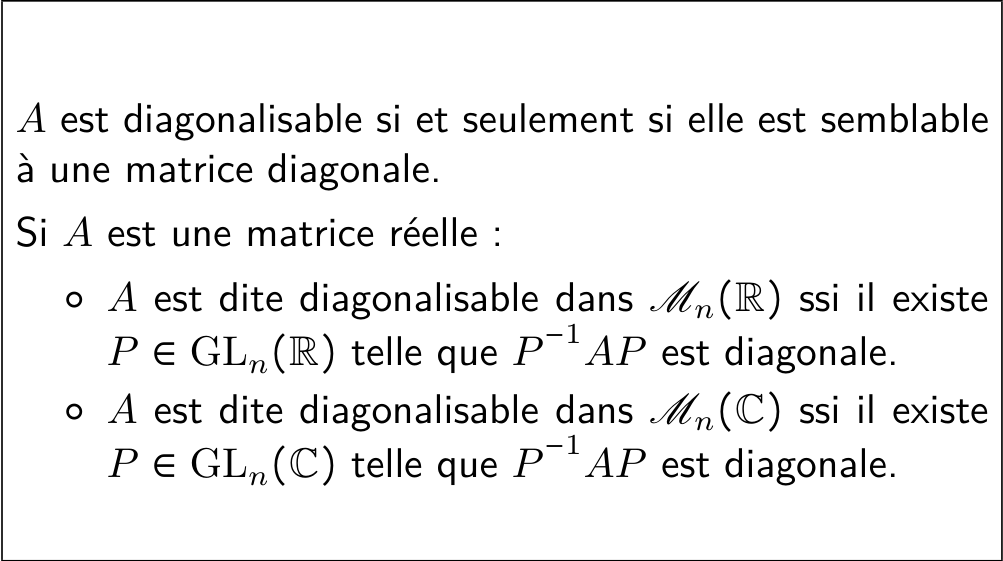 A est diagonalisable si et seulement si elle est semblable
à une matrice diagonale.
Si A est une matrice réelle :
∘ A est dite diagonalisable dans ℳₙ(ℝ) ssi il existe
P ∈ GLₙ(ℝ) telle que P⁻¹AP est diagonale.
∘ A est dite diagonalisable dans ℳₙ(ℂ) ssi il existe
P ∈ GLₙ(ℂ) telle que P⁻¹AP est diagonale.